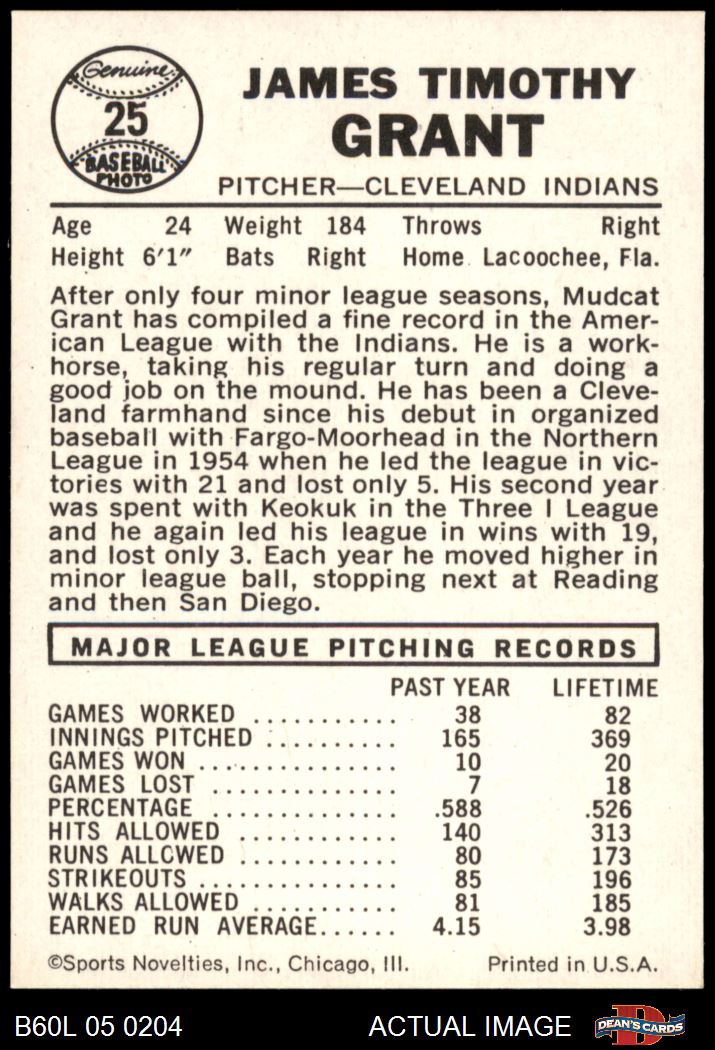 Genuine
25
BASEBALL
PHOTO
JAMES TIMOTHY
GRANT
PITCHER—CLEVELAND INDIANS
Age 24 Weight 184 Throws Right
Height 6'1" Bats Right Home Lacoochee, Fla.
After only four minor league seasons, Mudcat
Grant has compiled a fine record in the Amer-
ican League with the Indians. He is a work-
horse, taking his regular turn and doing a
good job on the mound. He has been a Cleve-
land farmhand since his debut in organized
baseball with Fargo-Moorhead in the Northern
League in 1954 when he led the league in vic-
tories with 21 and lost only 5. His second year
was spent with Keokuk in the Three I League
and he again led his league in wins with 19,
and lost only 3. Each year he moved higher in
minor league ball, stopping next at Reading
and then San Diego.
MAJOR LEAGUE PITCHING RECORDS
PAST YEAR LIFETIME
GAMES WORKED ........... 38 82
INNINGS PITCHED .......... 165 369
GAMES WON .............. 10 20
GAMES LOST ............. 7 18
PERCENTAGE ............. .588 .526
HITS ALLOWED ........... 140 313
RUNS ALLCWED ........... 80 173
STRIKEOUTS .............. 85 196
WALKS ALLOWED .......... 81 185
EARNED RUN AVERAGE...... 4.15 3.98
©Sports Novelties, Inc., Chicago, Ill. Printed in U.S.A.
B60L 05 0204 ACTUAL IMAGE DEAN'S CARDS